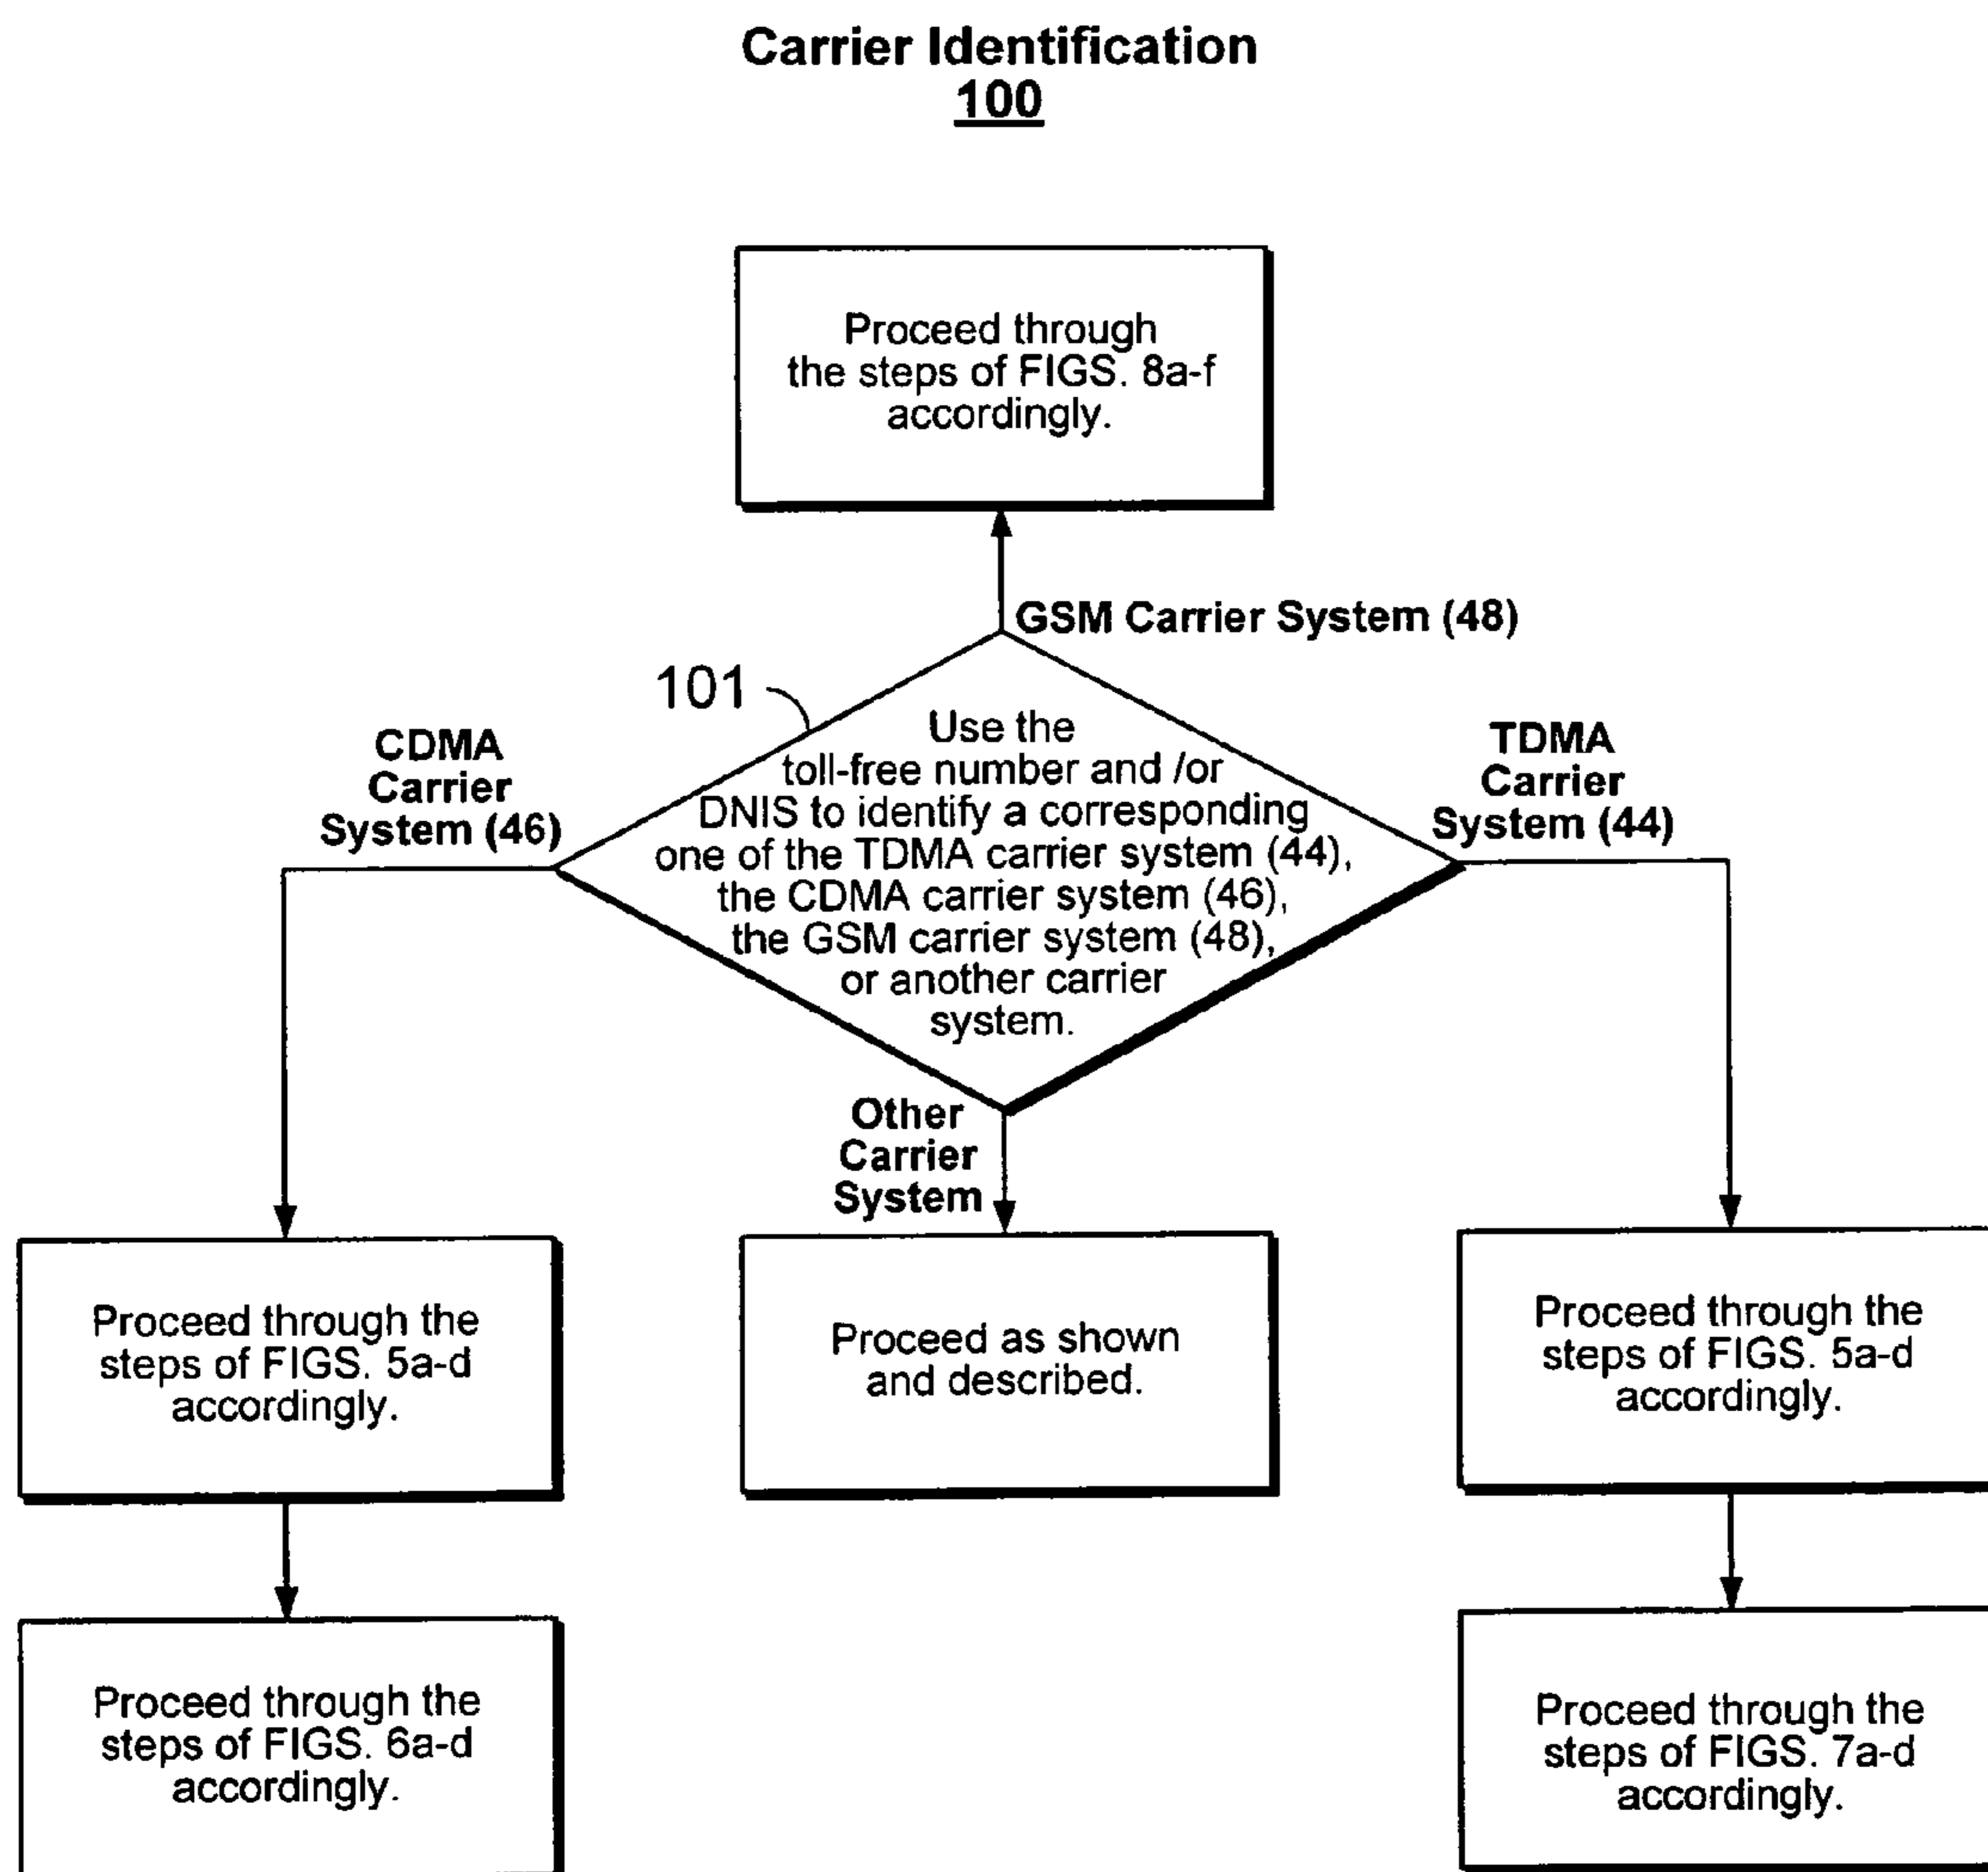 Carrier Identification
100
Proceed through
the steps of FIGS. 8a-f
accordingly.
GSM Carrier System (48)
101
CDMA
Carrier
System (46)
Use the
toll-free number and /or
DNIS to identify a corresponding
one of the TDMA carrier system (44),
the CDMA carrier system (46),
the GSM carrier system (48),
or another carrier
system.
TDMA
Carrier
System (44)
Other
Carrier
System
Proceed through the
steps of FIGS. 5a-d
accordingly.
Proceed as shown
and described.
Proceed through the
steps of FIGS. 5a-d
accordingly.
Proceed through the
steps of FIGS. 6a-d
accordingly.
Proceed through the
steps of FIGS. 7a-d
accordingly.